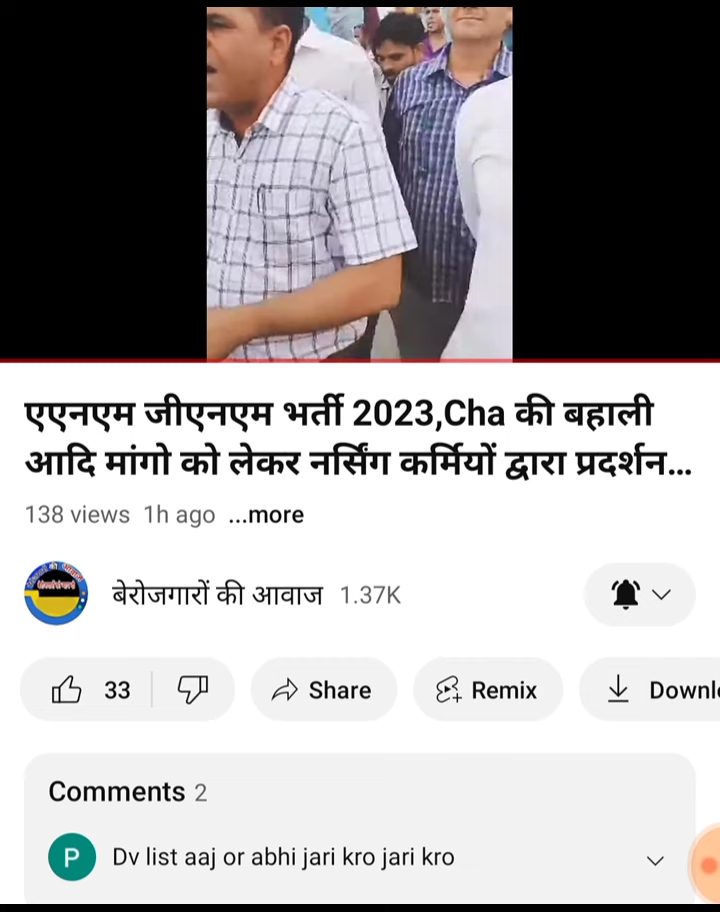 एएनएम जीएनएम भर्ती 2023,Cha की बहाली
आदि मांगो को लेकर नर्सिंग कर्मियों द्वारा प्रदर्शन...
138 views 1h ago ...more
बेरोजगारों की आवाज 1.37K
33
Share
Remix
Downl
Comments 2
P
Dv list aaj or abhi jari kro jari kro